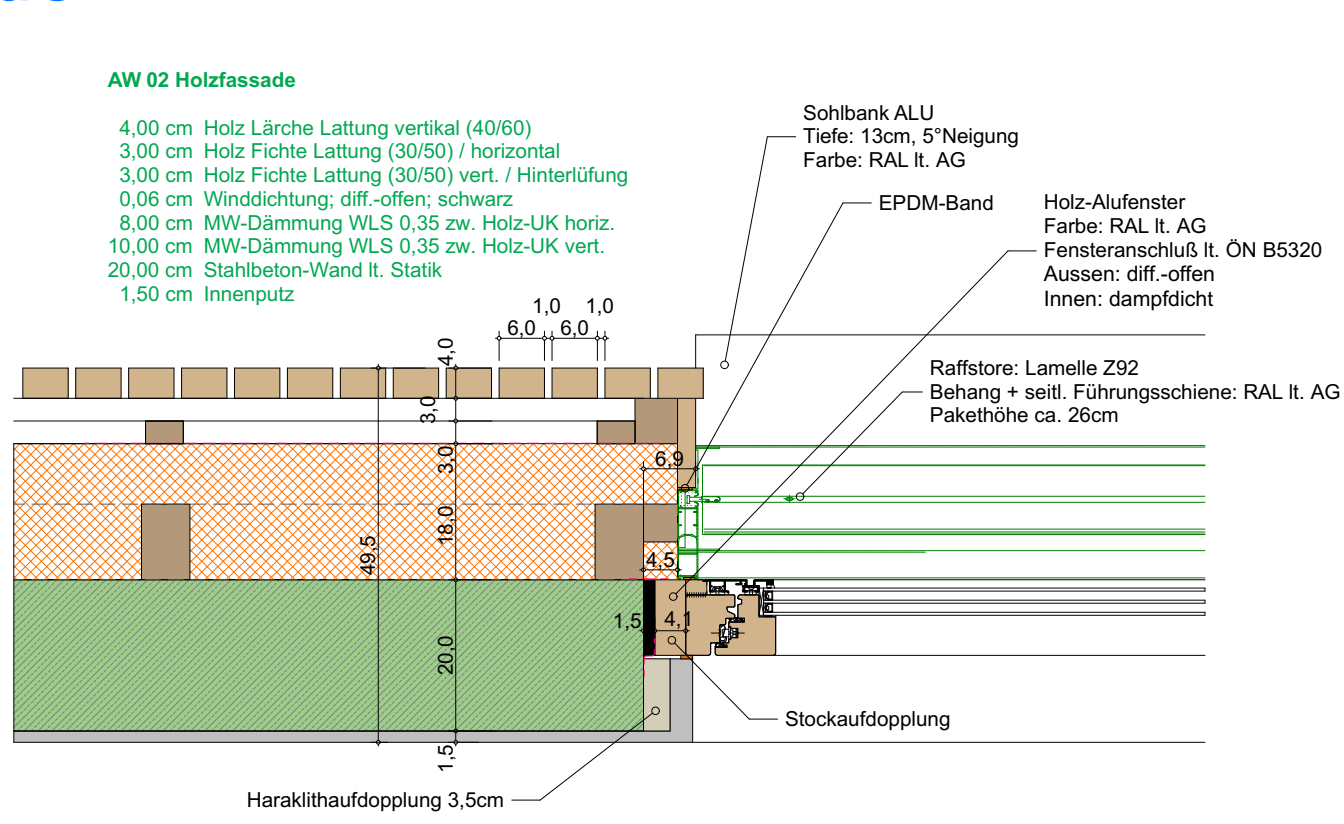 AW 02 Holzfassade
4,00 cm Holz Lärche Lattung vertikal (40/60)
3,00 cm Holz Fichte Lattung (30/50) / horizontal
3,00 cm Holz Fichte Lattung (30/50) vert. / Hinterlüfung
0,06 cm Winddichtung; diff.-offen; schwarz
8,00 cm MW-Dämmung WLS 0,35 zw. Holz-UK horiz.
10,00 cm MW-Dämmung WLS 0,35 zw. Holz-UK vert.
20,00 cm Stahlbeton-Wand lt. Statik
1,50 cm Innenputz
Sohlbank ALU
Tiefe: 13cm, 5°Neigung
Farbe: RAL lt. AG
EPDM-Band
Holz-Alufenster
Farbe: RAL lt. AG
Fensteranschluß lt. ÖN B5320
Aussen: diff.-offen
Innen: dampfdicht
Raffstore: Lamelle Z92
Behang + seitl. Führungsschiene: RAL lt. AG
Pakethöhe ca. 26cm
1,0 1,0
6,0 6,0
4,0
3,0
3,0
18,0
49,5
20,0
1,5
6,9
4,5
1,5 4,1
Stockaufdopplung
Haraklithaufdopplung 3,5cm